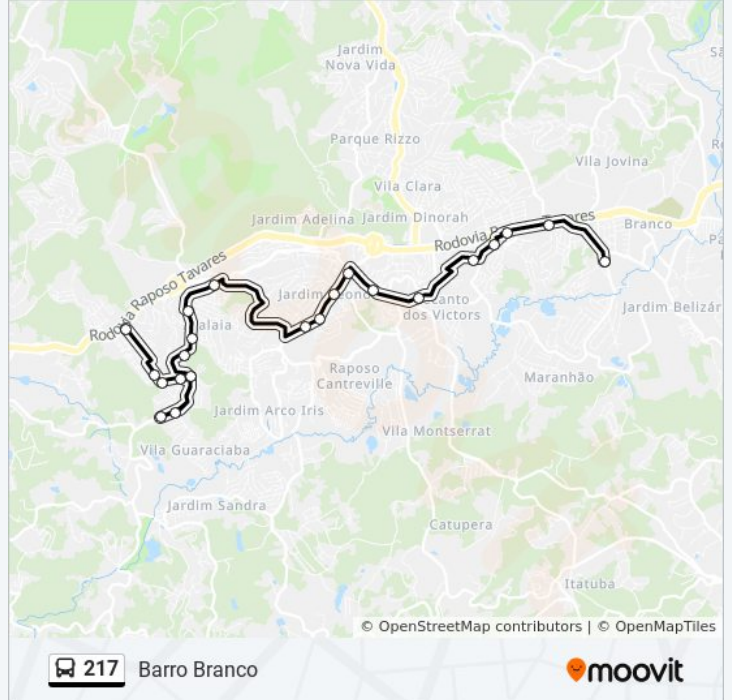 Jardim
Nova Vida
Parque Rizzo
Vila Jovina
Vila Clara
Jardim Adelina
Jardim Dinorah
Rodovia
Tavares
Branco
Rodovia Raposo Tavares
Jardim
Canto
dos Victors
Jardim Belizár
Raposo
Cantreville
Maranhão
Jardim Arco Iris
Vila Montserrat
Vila Guaraciaba
Jardim Sandra
Catupera
Itatuba
© OpenStreetMap contributors | © OpenMapTiles
217 Barro Branco
moovit